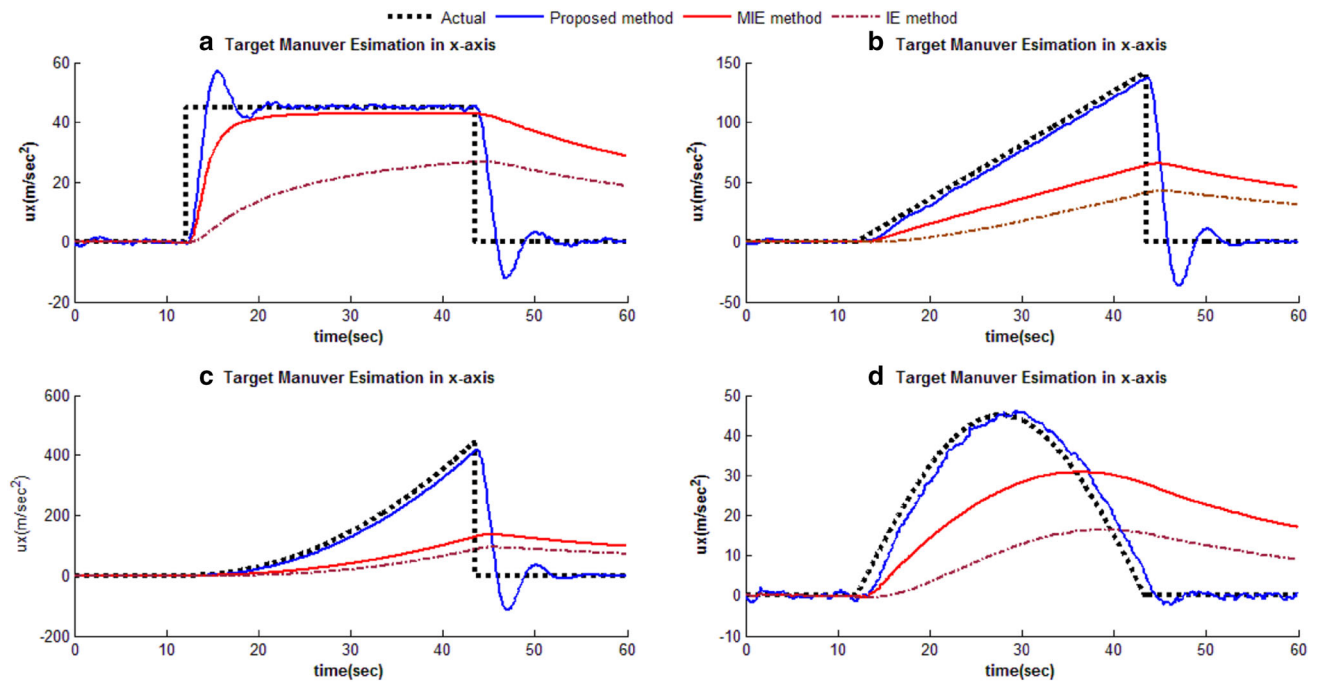 Actual Proposed method MIE method IE method
a Target Manuver Esimation in x-axis
60
40
20
0
-20
ux(m/sec2)
0 10 20 30 40 50 60
time(sec)
b Target Manuver Esimation in x-axis
150
100
50
0
-50
ux(m/sec2)
0 10 20 30 40 50 60
time(sec)
c Target Manuver Esimation in x-axis
600
400
200
0
-200
ux(m/sec2)
0 10 20 30 40 50 60
time(sec)
d Target Manuver Esimation in x-axis
50
40
30
20
10
0
-10
ux(m/sec2)
0 10 20 30 40 50 60
time(sec)